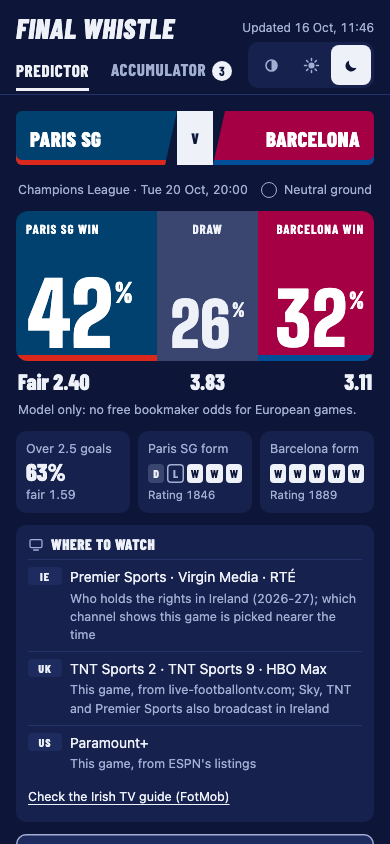 FINAL WHISTLE
Updated 16 Oct, 11:46
PREDICTOR
ACCUMULATOR 3
PARIS SG
V
BARCELONA
Champions League · Tue 20 Oct, 20:00
Neutral ground
PARIS SG WIN
DRAW
BARCELONA WIN
42%
26%
32%
Fair 2.40
3.83
3.11
Model only: no free bookmaker odds for European games.
Over 2.5 goals
63%
fair 1.59
Paris SG form
D L W W W
Rating 1846
Barcelona form
W W W W W
Rating 1889
WHERE TO WATCH
IE
Premier Sports · Virgin Media · RTÉ
Who holds the rights in Ireland (2026-27); which
channel shows this game is picked nearer the
time
UK
TNT Sports 2 · TNT Sports 9 · HBO Max
This game, from live-footballontv.com; Sky, TNT
and Premier Sports also broadcast in Ireland
US
Paramount+
This game, from ESPN's listings
Check the Irish TV guide (FotMob)